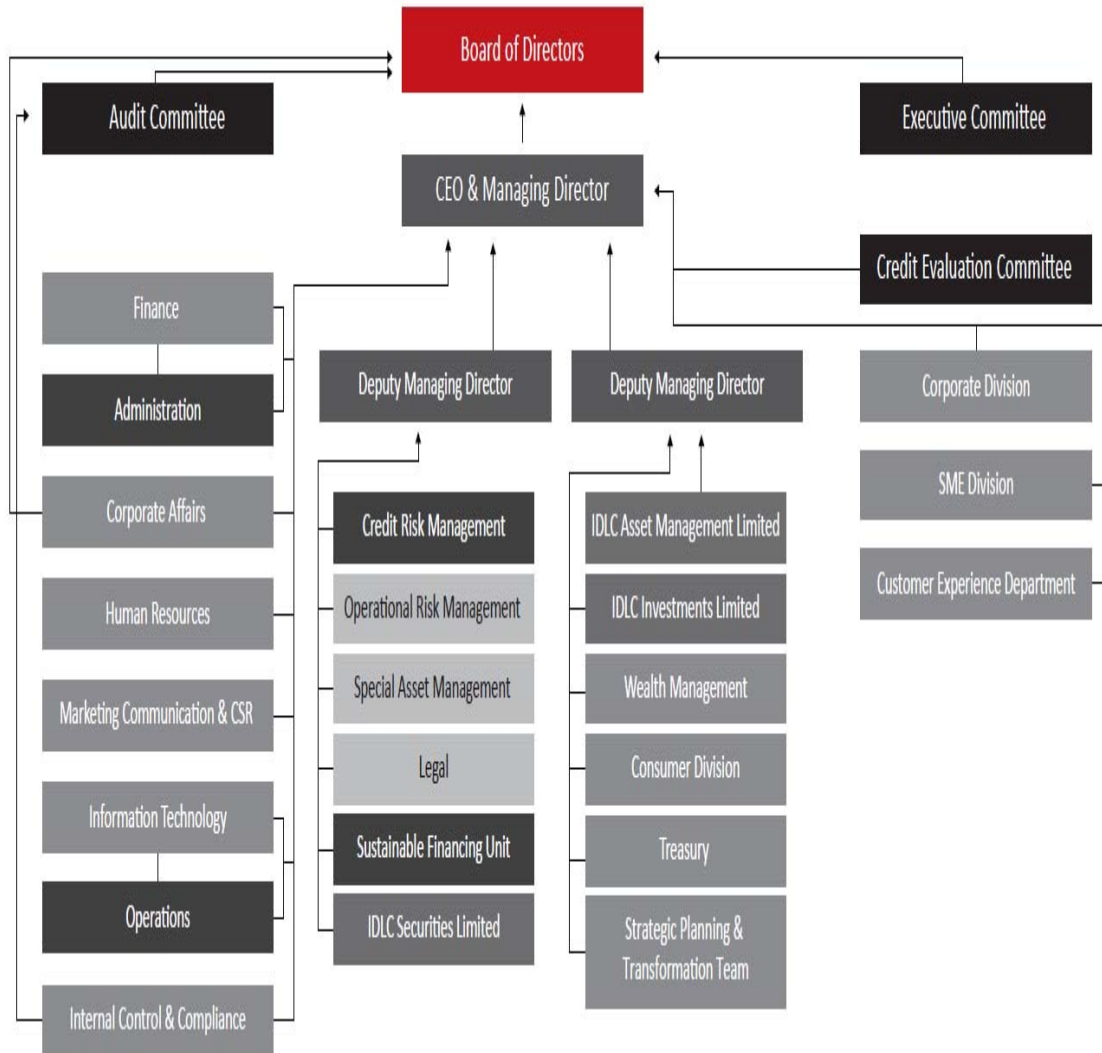 Board of Directors
Audit Committee
Executive Committee
CEO & Managing Director
Credit Evaluation Committee
Finance
Administration
Corporate Affairs
Human Resources
Marketing Communication & CSR
Information Technology
Operations
Internal Control & Compliance
Deputy Managing Director
Credit Risk Management
Operational Risk Management
Special Asset Management
Legal
Sustainable Financing Unit
IDLC Securities Limited
Deputy Managing Director
IDLC Asset Management Limited
IDLC Investments Limited
Wealth Management
Consumer Division
Treasury
Strategic Planning &
Transformation Team
Corporate Division
SME Division
Customer Experience Department